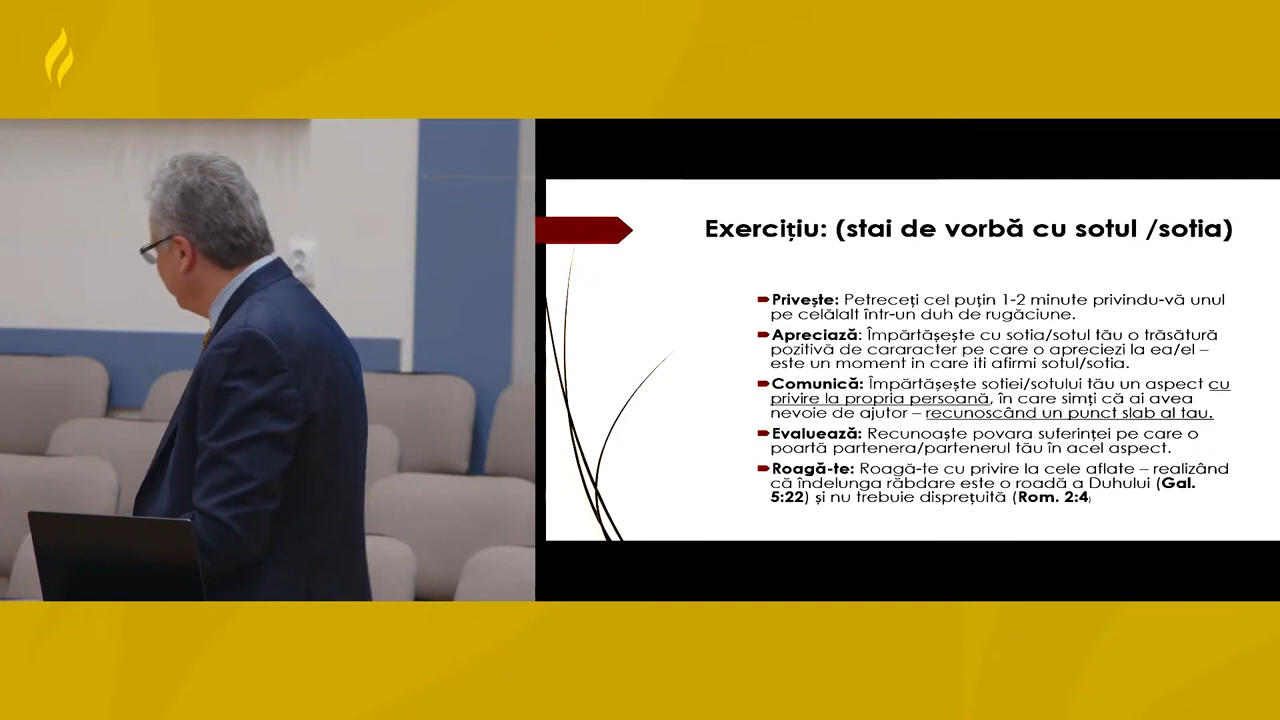 Exercițiu: (stai de vorbă cu sotul /sotia)
Privește: Petreceți cel puțin 1-2 minute privindu-vă unul
pe celălalt într-un duh de rugăciune.
Apreciază: Împărtășește cu sotia/sotul tău o trăsătură
pozitivă de cararacter pe care o apreciezi la ea/el –
este un moment in care iti afirmi sotul/sotia.
Comunică: Împărtășește sotiei/sotului tău un aspect cu
privire la propria persoană, în care simți că ai avea
nevoie de ajutor – recunoscând un punct slab al tau.
Evaluează: Recunoaște povara suferinței pe care o
poartă partenera/partenerul tău în acel aspect.
Roagă-te: Roagă-te cu privire la cele aflate – realizând
că îndelunga răbdare este o roadă a Duhului (Gal.
5:22) și nu trebuie disprețuită (Rom. 2:4)